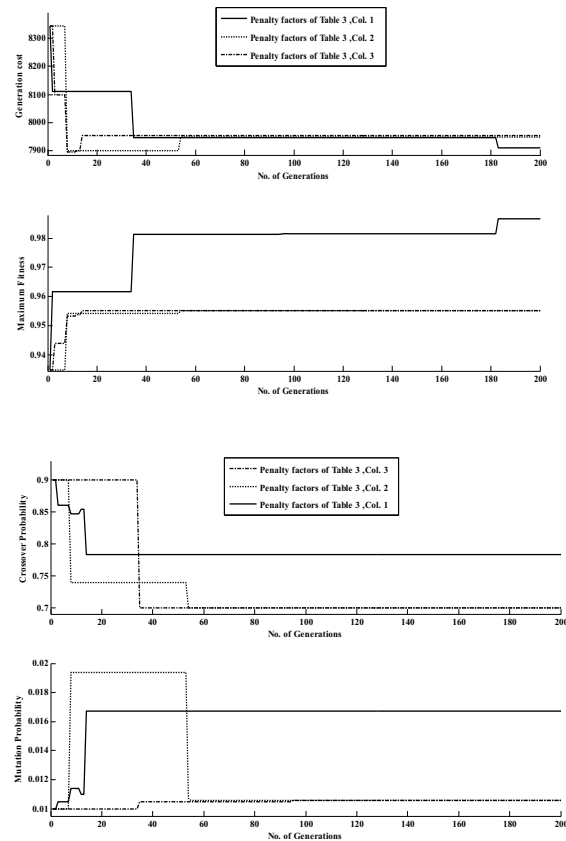 Penalty factors of Table 3 ,Col. 1
Penalty factors of Table 3 ,Col. 2
Penalty factors of Table 3 ,Col. 3
Generation cost
8300
8200
8100
8000
7900
0 20 40 60 80 100 120 140 160 180 200
No. of Generations
Maximum Fitness
0.98
0.97
0.96
0.95
0.94
0 20 40 60 80 100 120 140 160 180 200
No. of Generations
Penalty factors of Table 3 ,Col. 3
Penalty factors of Table 3 ,Col. 2
Penalty factors of Table 3 ,Col. 1
Crossover Probability
0.9
0.85
0.8
0.75
0.7
0 20 40 60 80 100 120 140 160 180 200
No. of Generations
Mutation Probability
0.02
0.018
0.016
0.014
0.012
0.01
0 20 40 60 80 100 120 140 160 180 200
No. of Generations